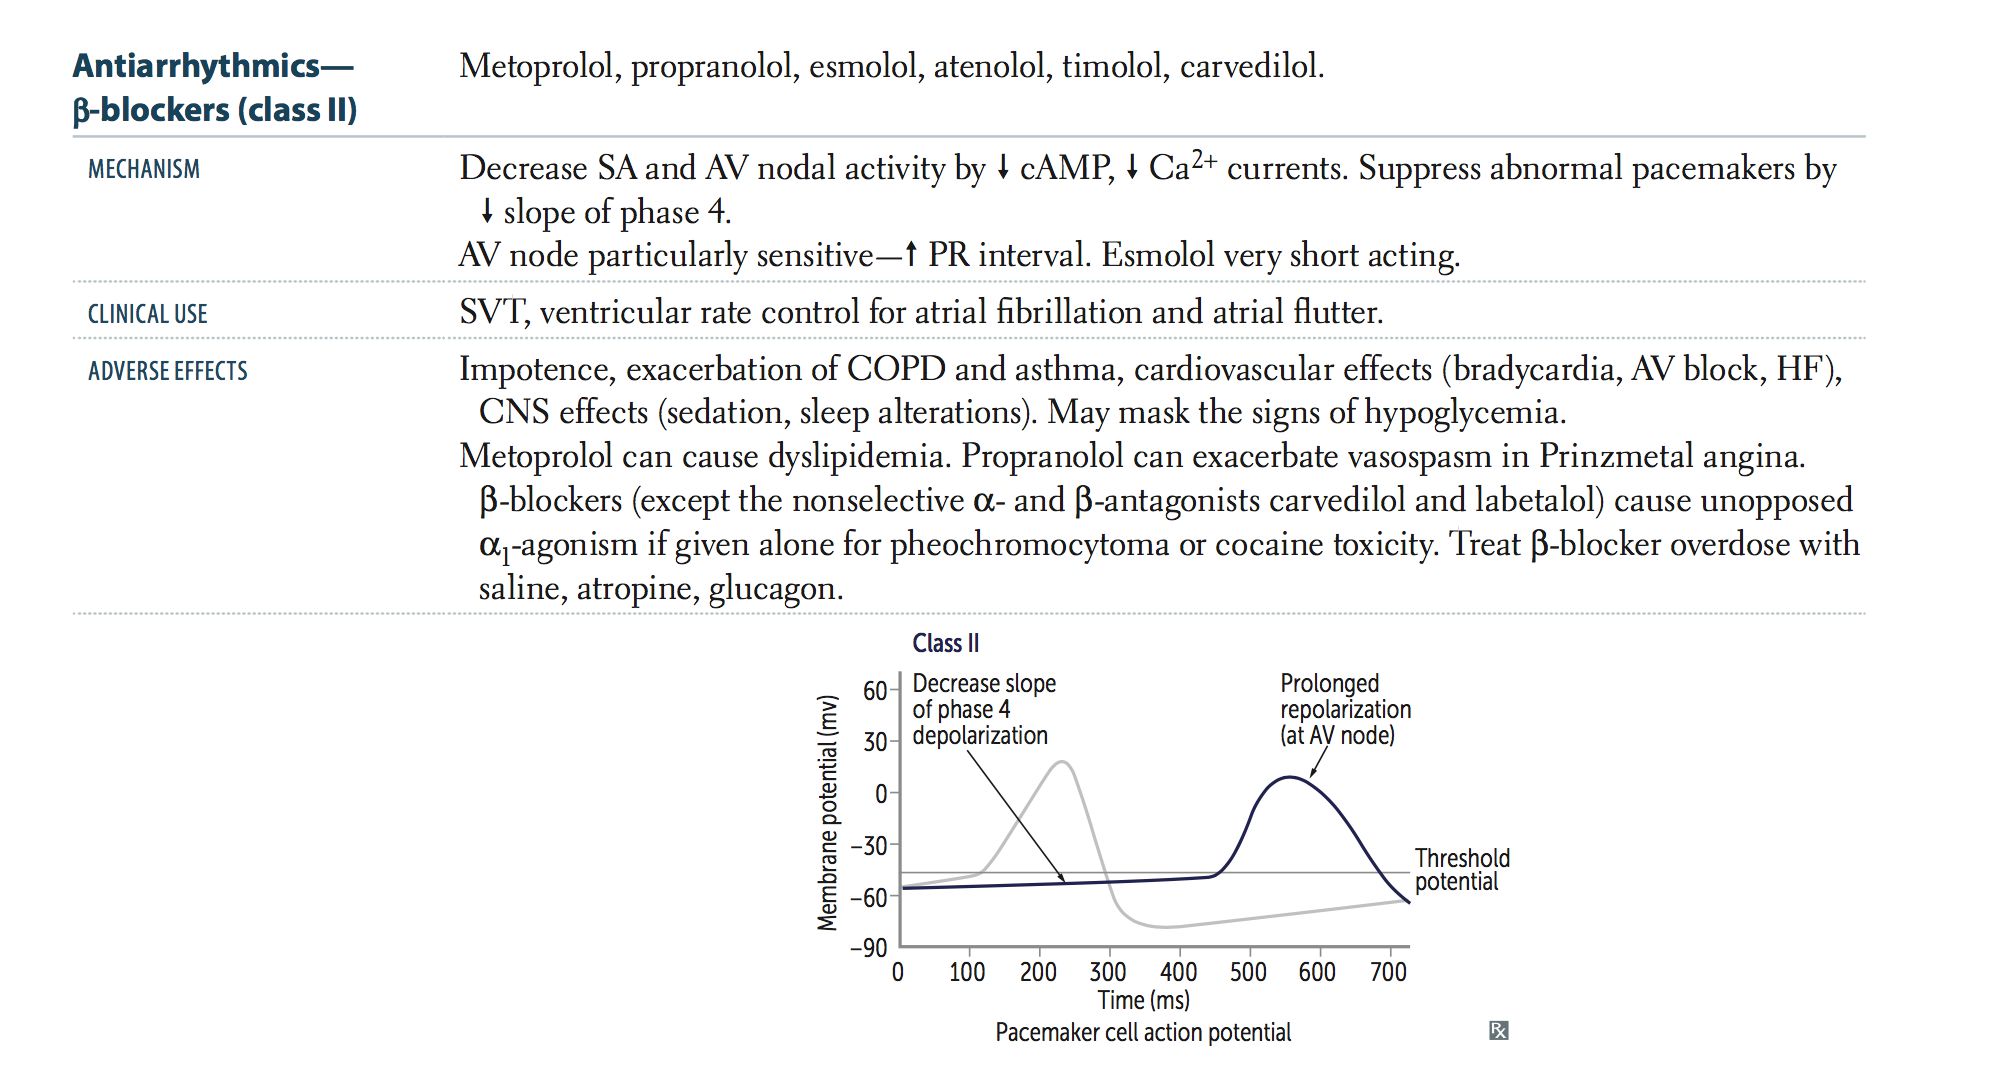 Antiarrhythmics—
β-blockers (class II)
Metoprolol, propranolol, esmolol, atenolol, timolol, carvedilol.
MECHANISM
Decrease SA and AV nodal activity by ↓ cAMP, ↓ Ca²⁺ currents. Suppress abnormal pacemakers by
↓ slope of phase 4.
AV node particularly sensitive—↑ PR interval. Esmolol very short acting.
CLINICAL USE
SVT, ventricular rate control for atrial fibrillation and atrial flutter.
ADVERSE EFFECTS
Impotence, exacerbation of COPD and asthma, cardiovascular effects (bradycardia, AV block, HF),
CNS effects (sedation, sleep alterations). May mask the signs of hypoglycemia.
Metoprolol can cause dyslipidemia. Propranolol can exacerbate vasospasm in Prinzmetal angina.
β-blockers (except the nonselective α- and β-antagonists carvedilol and labetalol) cause unopposed
α₁-agonism if given alone for pheochromocytoma or cocaine toxicity. Treat β-blocker overdose with
saline, atropine, glucagon.
Class II
Decrease slope
of phase 4
depolarization
Prolonged
repolarization
(at AV node)
Membrane potential (mv)
60
30
0
–30
–60
–90
Threshold
potential
0 100 200 300 400 500 600 700
Time (ms)
Pacemaker cell action potential
Rx